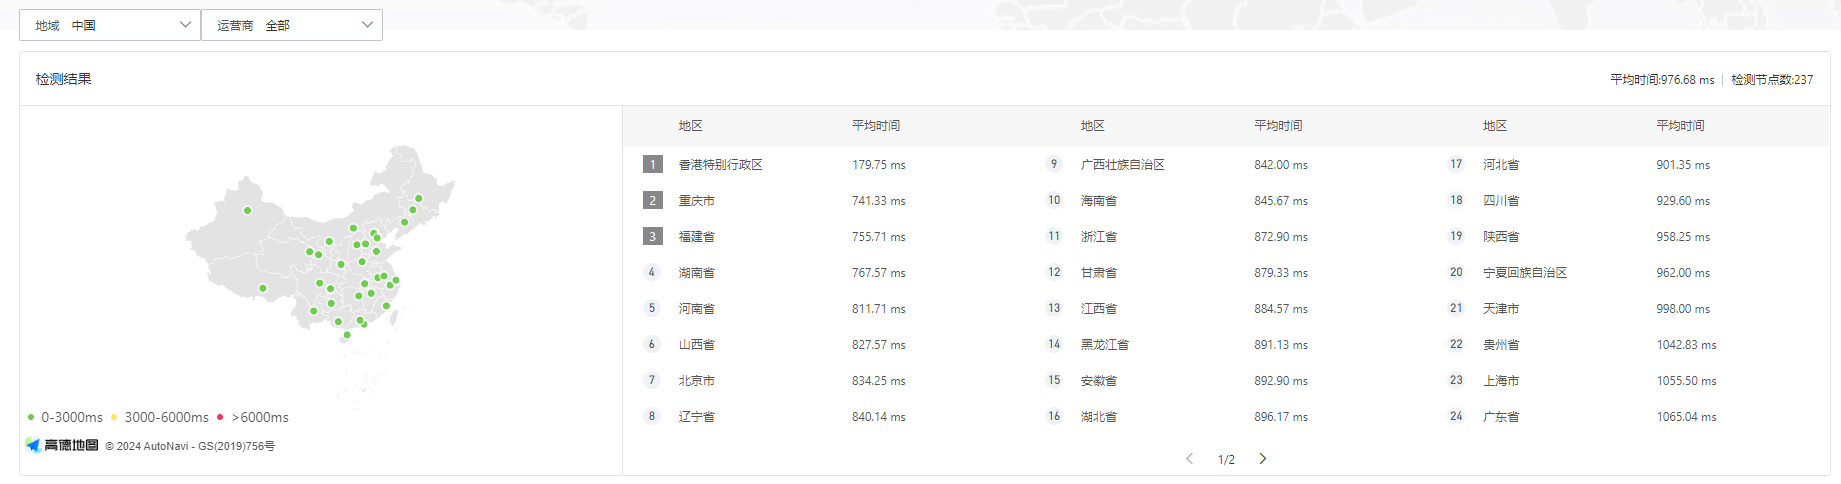 地域 中国 运营商 全部
检测结果 平均时间:976.68 ms | 检测节点数:237
地区 平均时间 地区 平均时间 地区 平均时间
1 香港特别行政区 179.75 ms 9 广西壮族自治区 842.00 ms 17 河北省 901.35 ms
2 重庆市 741.33 ms 10 海南省 845.67 ms 18 四川省 929.60 ms
3 福建省 755.71 ms 11 浙江省 872.90 ms 19 陕西省 958.25 ms
4 湖南省 767.57 ms 12 甘肃省 879.33 ms 20 宁夏回族自治区 962.00 ms
5 河南省 811.71 ms 13 江西省 884.57 ms 21 天津市 998.00 ms
6 山西省 827.57 ms 14 黑龙江省 891.13 ms 22 贵州省 1042.83 ms
7 北京市 834.25 ms 15 安徽省 892.90 ms 23 上海市 1055.50 ms
8 辽宁省 840.14 ms 16 湖北省 896.17 ms 24 广东省 1065.04 ms
0-3000ms 3000-6000ms >6000ms
高德地图 © 2024 AutoNavi - GS(2019)756号
1/2